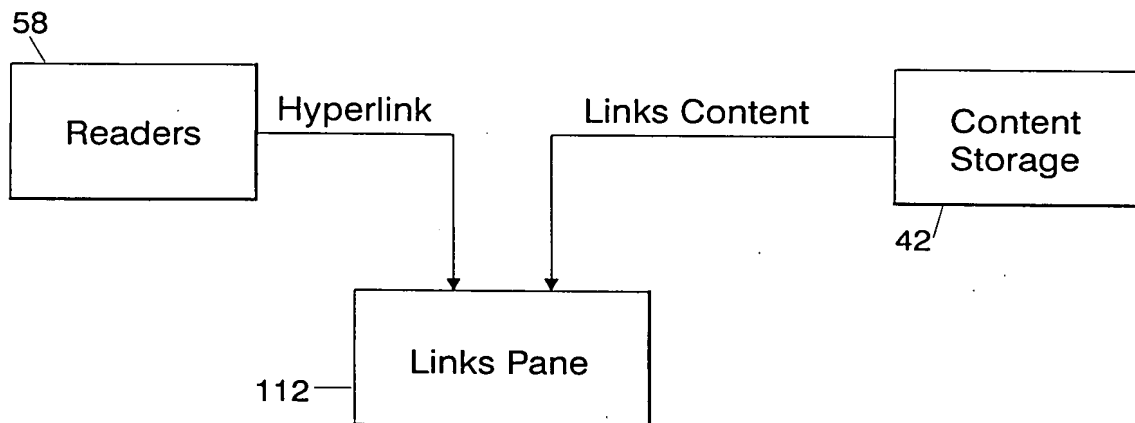 58
Readers
Hyperlink
Links Content
Content
Storage
42
Links Pane
112